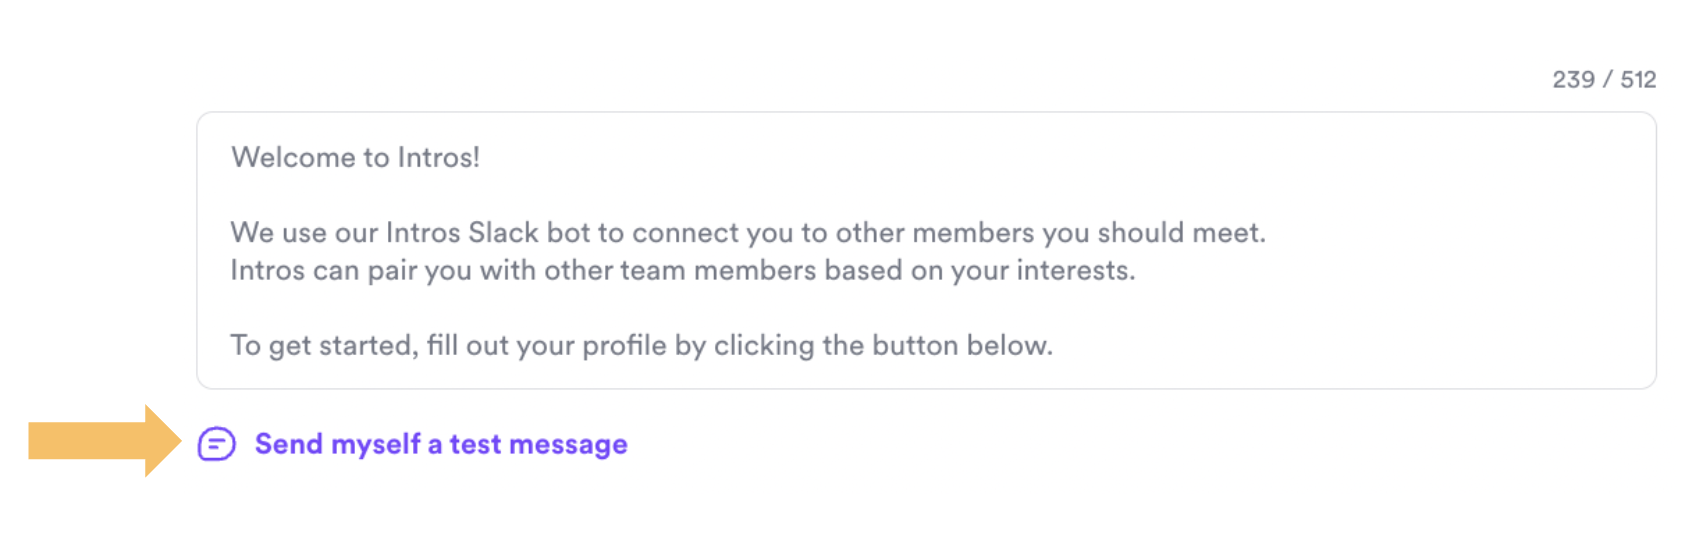 239 / 512
Welcome to Intros!
We use our Intros Slack bot to connect you to other members you should meet.
Intros can pair you with other team members based on your interests.
To get started, fill out your profile by clicking the button below.
Send myself a test message